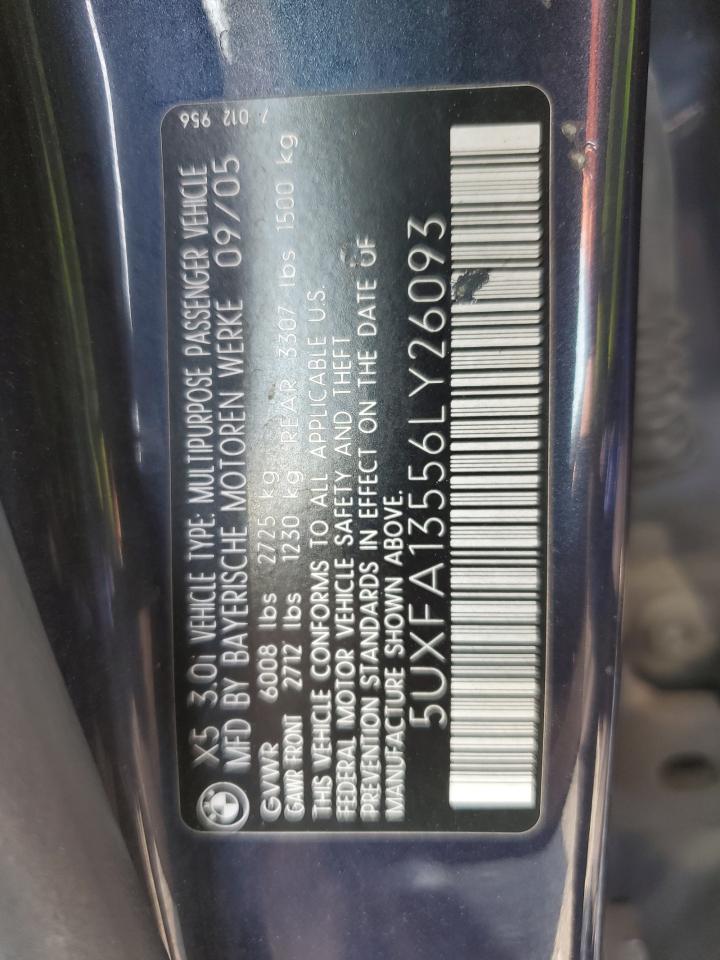 7 012 956
X5 3.0i VEHICLE TYPE: MULTIPURPOSE PASSENGER VEHICLE
MFD BY BAYERISCHE MOTOREN WERKE 09/05
GVWR 6008 lbs 2725 kg
GAWR FRONT 2712 lbs 1230 kg REAR 3307 lbs 1500 kg
THIS VEHICLE CONFORMS TO ALL APPLICABLE U.S.
FEDERAL MOTOR VEHICLE SAFETY AND THEFT
PREVENTION STANDARDS IN EFFECT ON THE DATE OF
MANUFACTURE SHOWN ABOVE.
5UXFA13556LY26093